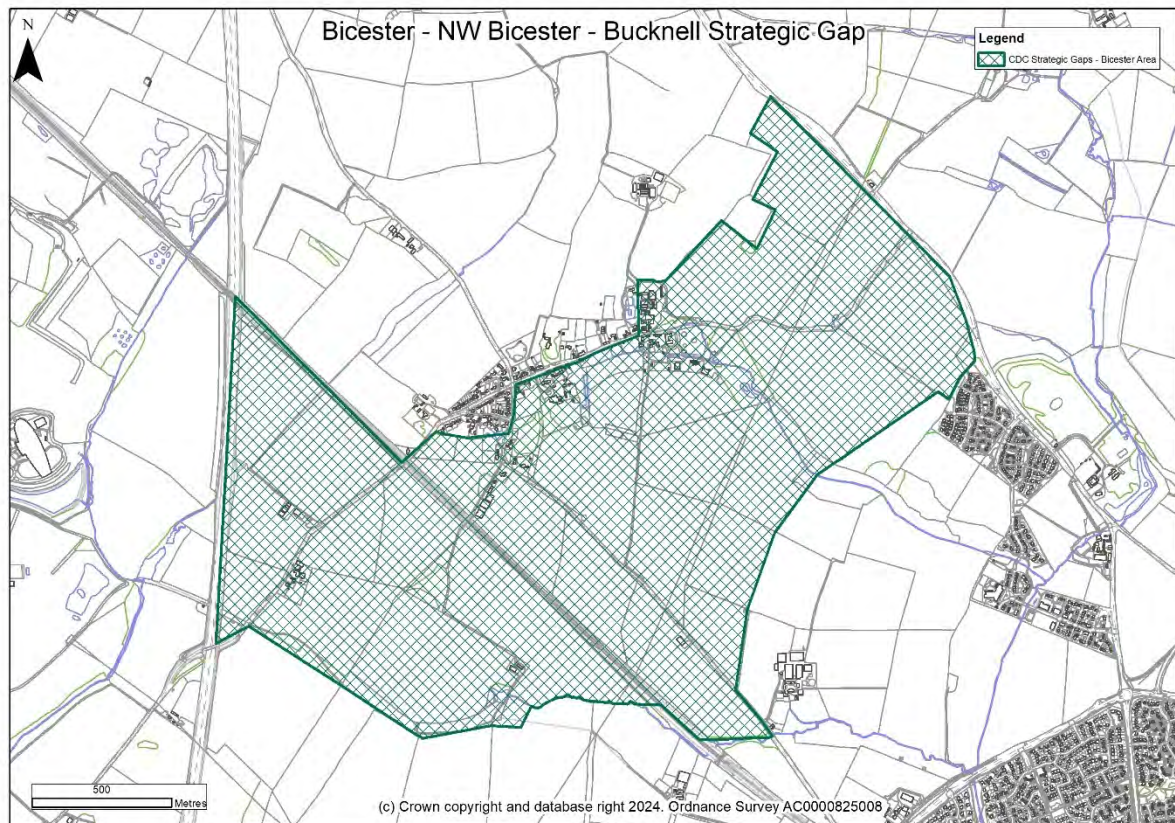 Bicester - NW Bicester - Bucknell Strategic Gap
N
Legend
CDC Strategic Gaps - Bicester Area
500
Metres
(c) Crown copyright and database right 2024. Ordnance Survey AC0000825008